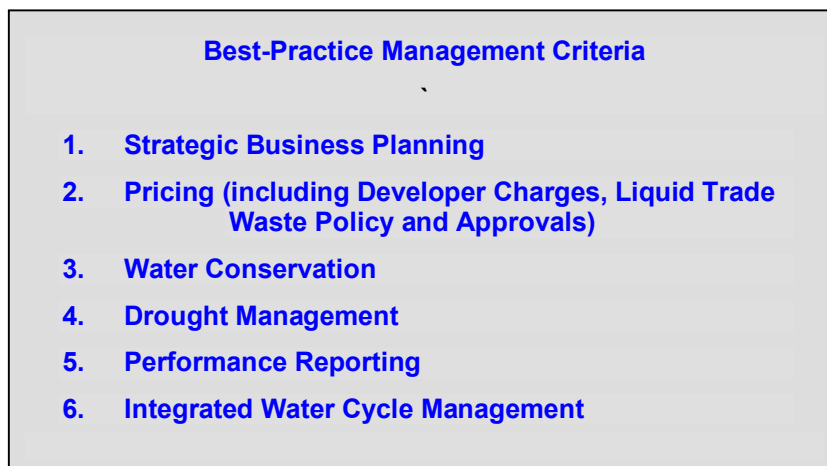 Best-Practice Management Criteria
`
1. Strategic Business Planning
2. Pricing (including Developer Charges, Liquid Trade
Waste Policy and Approvals)
3. Water Conservation
4. Drought Management
5. Performance Reporting
6. Integrated Water Cycle Management